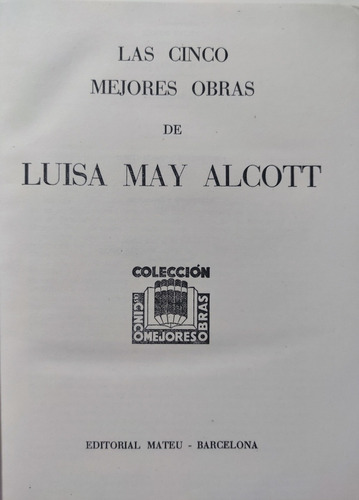 LAS CINCO
MEJORES OBRAS
DE
LUISA MAY ALCOTT
COLECCIÓN
LAS CINCO MEJORES OBRAS
EDITORIAL MATEU - BARCELONA